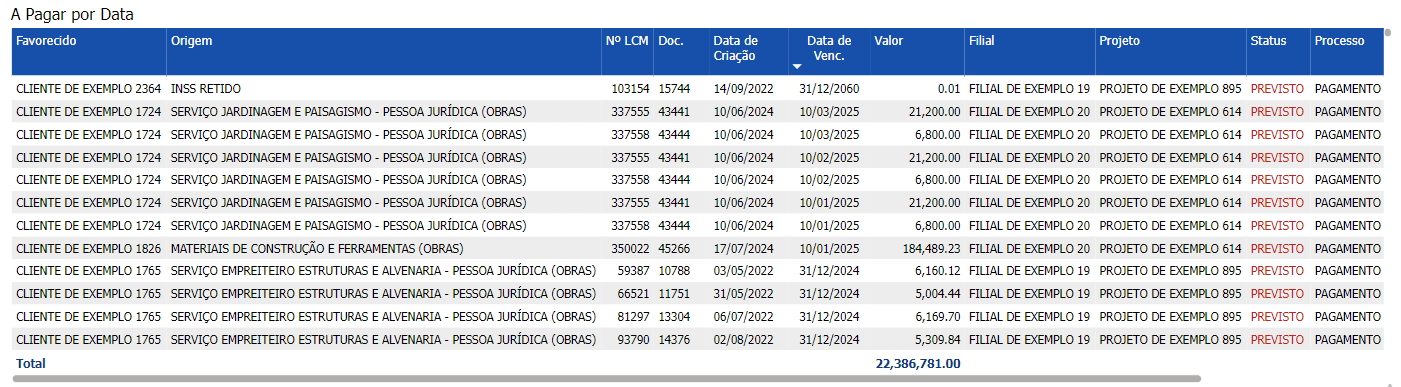 A Pagar por Data
Favorecido Origem Nº LCM Doc. Data de Criação Data de Venc. Valor Filial Projeto Status Processo
CLIENTE DE EXEMPLO 2364 INSS RETIDO 103154 15744 14/09/2022 31/12/2060 0.01 FILIAL DE EXEMPLO 19 PROJETO DE EXEMPLO 895 PREVISTO PAGAMENTO
CLIENTE DE EXEMPLO 1724 SERVIÇO JARDINAGEM E PAISAGISMO - PESSOA JURÍDICA (OBRAS) 337555 43441 10/06/2024 10/03/2025 21,200.00 FILIAL DE EXEMPLO 20 PROJETO DE EXEMPLO 614 PREVISTO PAGAMENTO
CLIENTE DE EXEMPLO 1724 SERVIÇO JARDINAGEM E PAISAGISMO - PESSOA JURÍDICA (OBRAS) 337558 43444 10/06/2024 10/03/2025 6,800.00 FILIAL DE EXEMPLO 20 PROJETO DE EXEMPLO 614 PREVISTO PAGAMENTO
CLIENTE DE EXEMPLO 1724 SERVIÇO JARDINAGEM E PAISAGISMO - PESSOA JURÍDICA (OBRAS) 337555 43441 10/06/2024 10/02/2025 21,200.00 FILIAL DE EXEMPLO 20 PROJETO DE EXEMPLO 614 PREVISTO PAGAMENTO
CLIENTE DE EXEMPLO 1724 SERVIÇO JARDINAGEM E PAISAGISMO - PESSOA JURÍDICA (OBRAS) 337558 43444 10/06/2024 10/02/2025 6,800.00 FILIAL DE EXEMPLO 20 PROJETO DE EXEMPLO 614 PREVISTO PAGAMENTO
CLIENTE DE EXEMPLO 1724 SERVIÇO JARDINAGEM E PAISAGISMO - PESSOA JURÍDICA (OBRAS) 337555 43441 10/06/2024 10/01/2025 21,200.00 FILIAL DE EXEMPLO 20 PROJETO DE EXEMPLO 614 PREVISTO PAGAMENTO
CLIENTE DE EXEMPLO 1724 SERVIÇO JARDINAGEM E PAISAGISMO - PESSOA JURÍDICA (OBRAS) 337558 43444 10/06/2024 10/01/2025 6,800.00 FILIAL DE EXEMPLO 20 PROJETO DE EXEMPLO 614 PREVISTO PAGAMENTO
CLIENTE DE EXEMPLO 1826 MATERIAIS DE CONSTRUÇÃO E FERRAMENTAS (OBRAS) 350022 45266 17/07/2024 10/01/2025 184,489.23 FILIAL DE EXEMPLO 20 PROJETO DE EXEMPLO 614 PREVISTO PAGAMENTO
CLIENTE DE EXEMPLO 1765 SERVIÇO EMPREITEIRO ESTRUTURAS E ALVENARIA - PESSOA JURÍDICA (OBRAS) 59387 10788 03/05/2022 31/12/2024 6,160.12 FILIAL DE EXEMPLO 19 PROJETO DE EXEMPLO 895 PREVISTO PAGAMENTO
CLIENTE DE EXEMPLO 1765 SERVIÇO EMPREITEIRO ESTRUTURAS E ALVENARIA - PESSOA JURÍDICA (OBRAS) 66521 11751 31/05/2022 31/12/2024 5,004.44 FILIAL DE EXEMPLO 19 PROJETO DE EXEMPLO 895 PREVISTO PAGAMENTO
CLIENTE DE EXEMPLO 1765 SERVIÇO EMPREITEIRO ESTRUTURAS E ALVENARIA - PESSOA JURÍDICA (OBRAS) 81297 13304 06/07/2022 31/12/2024 6,169.70 FILIAL DE EXEMPLO 19 PROJETO DE EXEMPLO 895 PREVISTO PAGAMENTO
CLIENTE DE EXEMPLO 1765 SERVIÇO EMPREITEIRO ESTRUTURAS E ALVENARIA - PESSOA JURÍDICA (OBRAS) 93790 14376 02/08/2022 31/12/2024 5,309.84 FILIAL DE EXEMPLO 19 PROJETO DE EXEMPLO 895 PREVISTO PAGAMENTO
Total 22,386,781.00